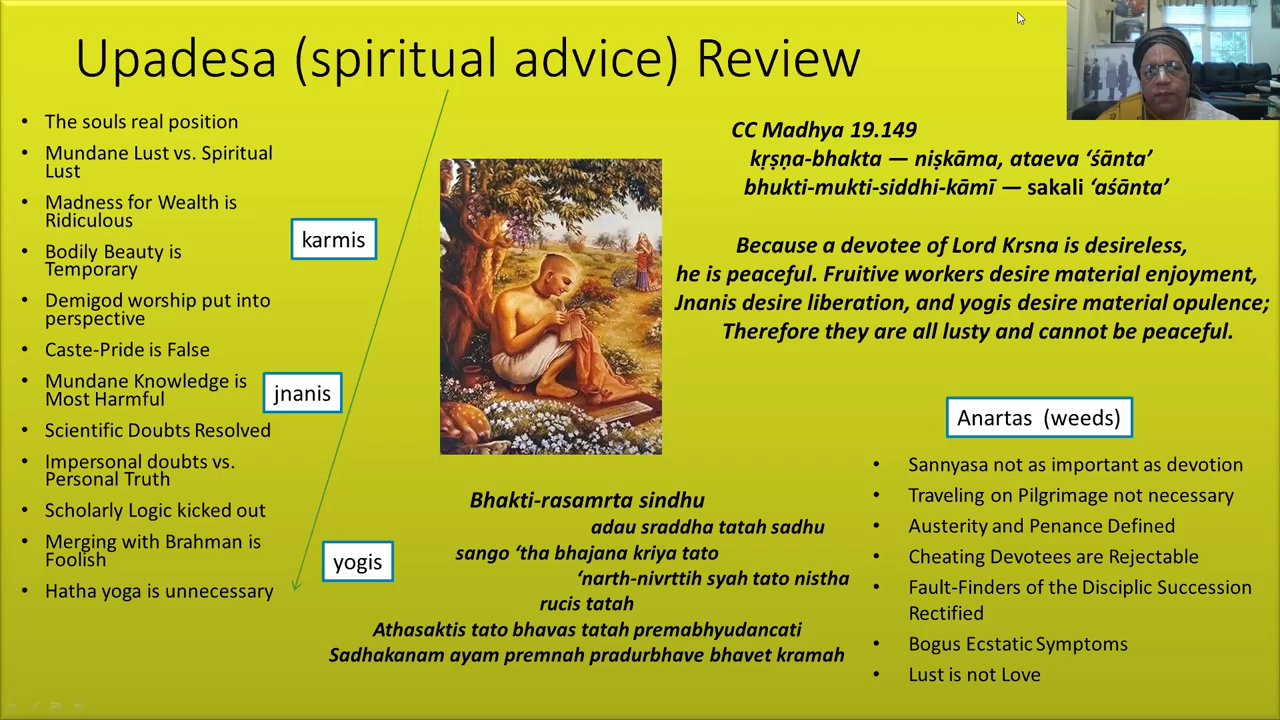 Upadesa (spiritual advice) Review
The souls real position
Mundane Lust vs. Spiritual
Lust
Madness for Wealth is
Ridiculous
Bodily Beauty is
Temporary
Demigod worship put into
perspective
Caste-Pride is False
Mundane Knowledge is
Most Harmful
Scientific Doubts Resolved
Impersonal doubts vs.
Personal Truth
Scholarly Logic kicked out
Merging with Brahman is
Foolish
Hatha yoga is unnecessary
karmis
jnanis
yogis
CC Madhya 19.149
kṛṣṇa-bhakta — niṣkāma, ataeva ‘śānta’
bhukti-mukti-siddhi-kāmī — sakali ‘aśānta’
Because a devotee of Lord Krsna is desireless,
he is peaceful. Fruitive workers desire material enjoyment,
Jnanis desire liberation, and yogis desire material opulence;
Therefore they are all lusty and cannot be peaceful.
Bhakti-rasamrta sindhu
adau sraddha tatah sadhu
sango ‘tha bhajana kriya tato
‘narth-nivrttih syah tato nistha
rucis tatah
Athasaktis tato bhavas tatah premabhyudancati
Sadhakanam ayam premnah pradurbhave bhavet kramah
Anartas (weeds)
Sannyasa not as important as devotion
Traveling on Pilgrimage not necessary
Austerity and Penance Defined
Cheating Devotees are Rejectable
Fault-Finders of the Disciplic Succession
Rectified
Bogus Ecstatic Symptoms
Lust is not Love